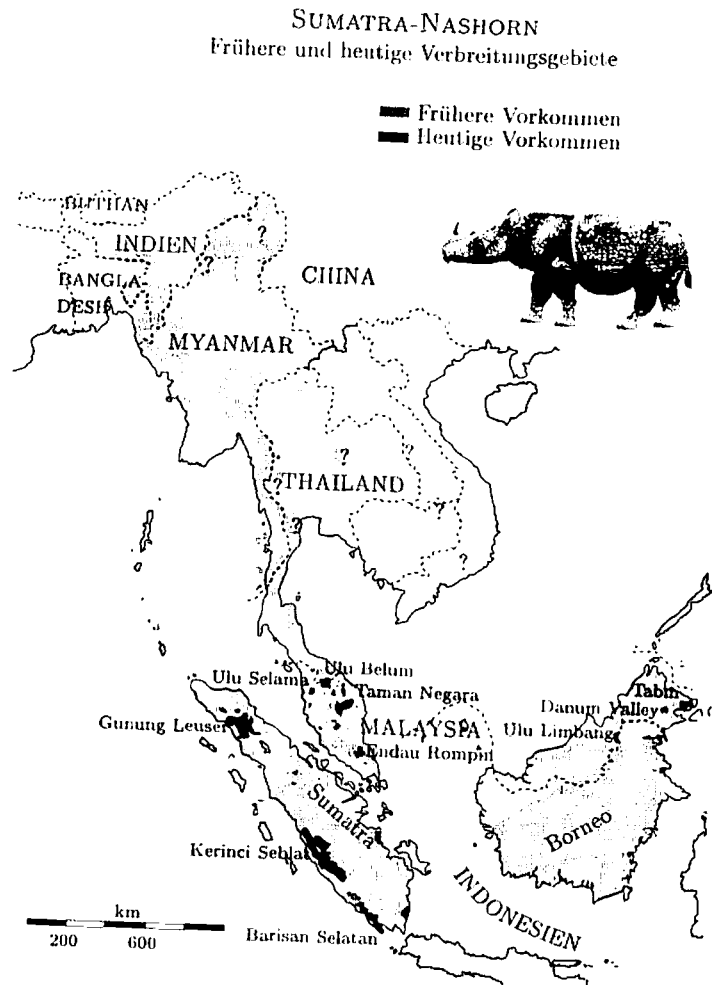 SUMATRA-NASHORN
Frühere und heutige Verbreitungsgebiete
Frühere Vorkommen
Heutige Vorkommen
BUTHAN
INDIEN
?
?
BANGLA
DESH
CHINA
MYANMAR
?
?
THAILAND
?
?
?
?
Ulu Belum
Ulu Selama
Taman Negara
Tabin
Danum Valley
Gunung Leuser
MALAYSIA
Ulu Limbang
Endau Rompin
Sumatra
Borneo
Kerinci Seblat
INDONESIEN
km
200 600
Barisan Selatan